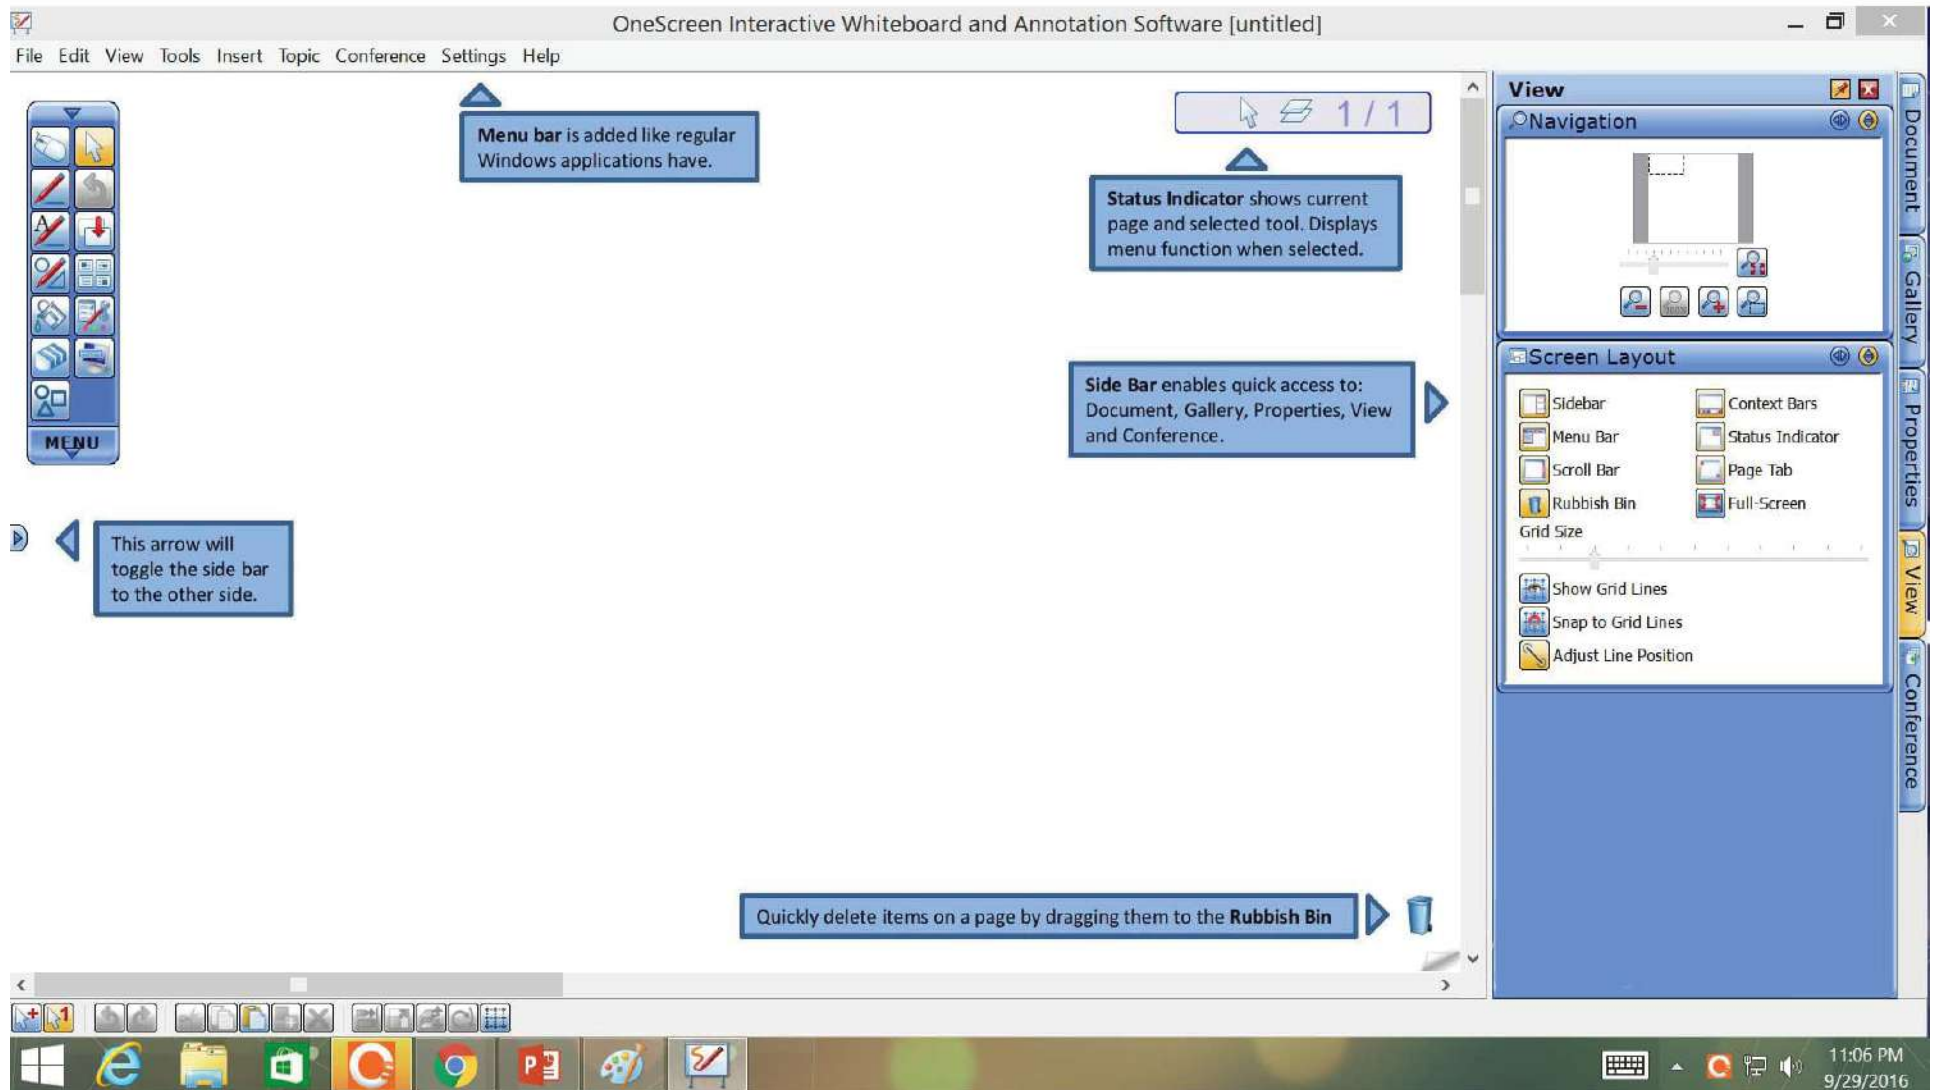 OneScreen Interactive Whiteboard and Annotation Software [untitled]
File Edit View Tools Insert Topic Conference Settings Help
Menu bar is added like regular
Windows applications have.
1 / 1
Status Indicator shows current
page and selected tool. Displays
menu function when selected.
Side Bar enables quick access to:
Document, Gallery, Properties, View
and Conference.
MENU
This arrow will
toggle the side bar
to the other side.
Quickly delete items on a page by dragging them to the Rubbish Bin
View
Navigation
Screen Layout
Sidebar
Context Bars
Menu Bar
Status Indicator
Scroll Bar
Page Tab
Rubbish Bin
Full-Screen
Grid Size
Show Grid Lines
Snap to Grid Lines
Adjust Line Position
Document
Gallery
Properties
View
Conference
1
11:06 PM
9/29/2016